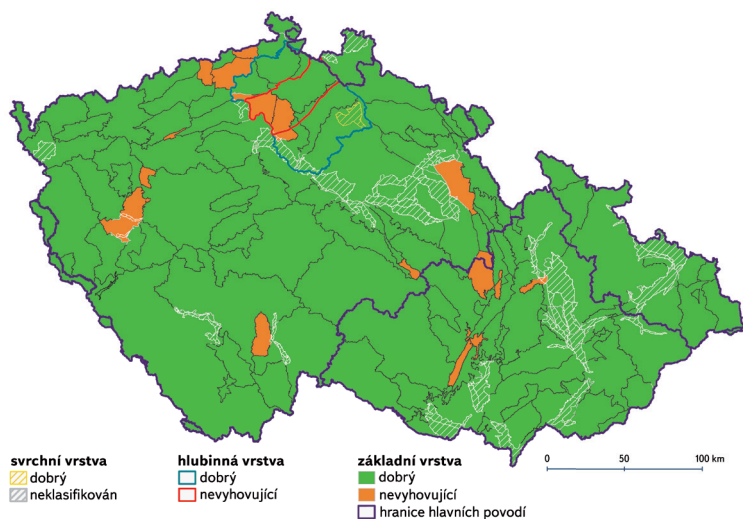 svrchní vrstva
dobrý
neklasifikován
hlubinná vrstva
dobrý
nevyhovující
základní vrstva
dobrý
nevyhovující
hranice hlavních povodí
0 50 100 km